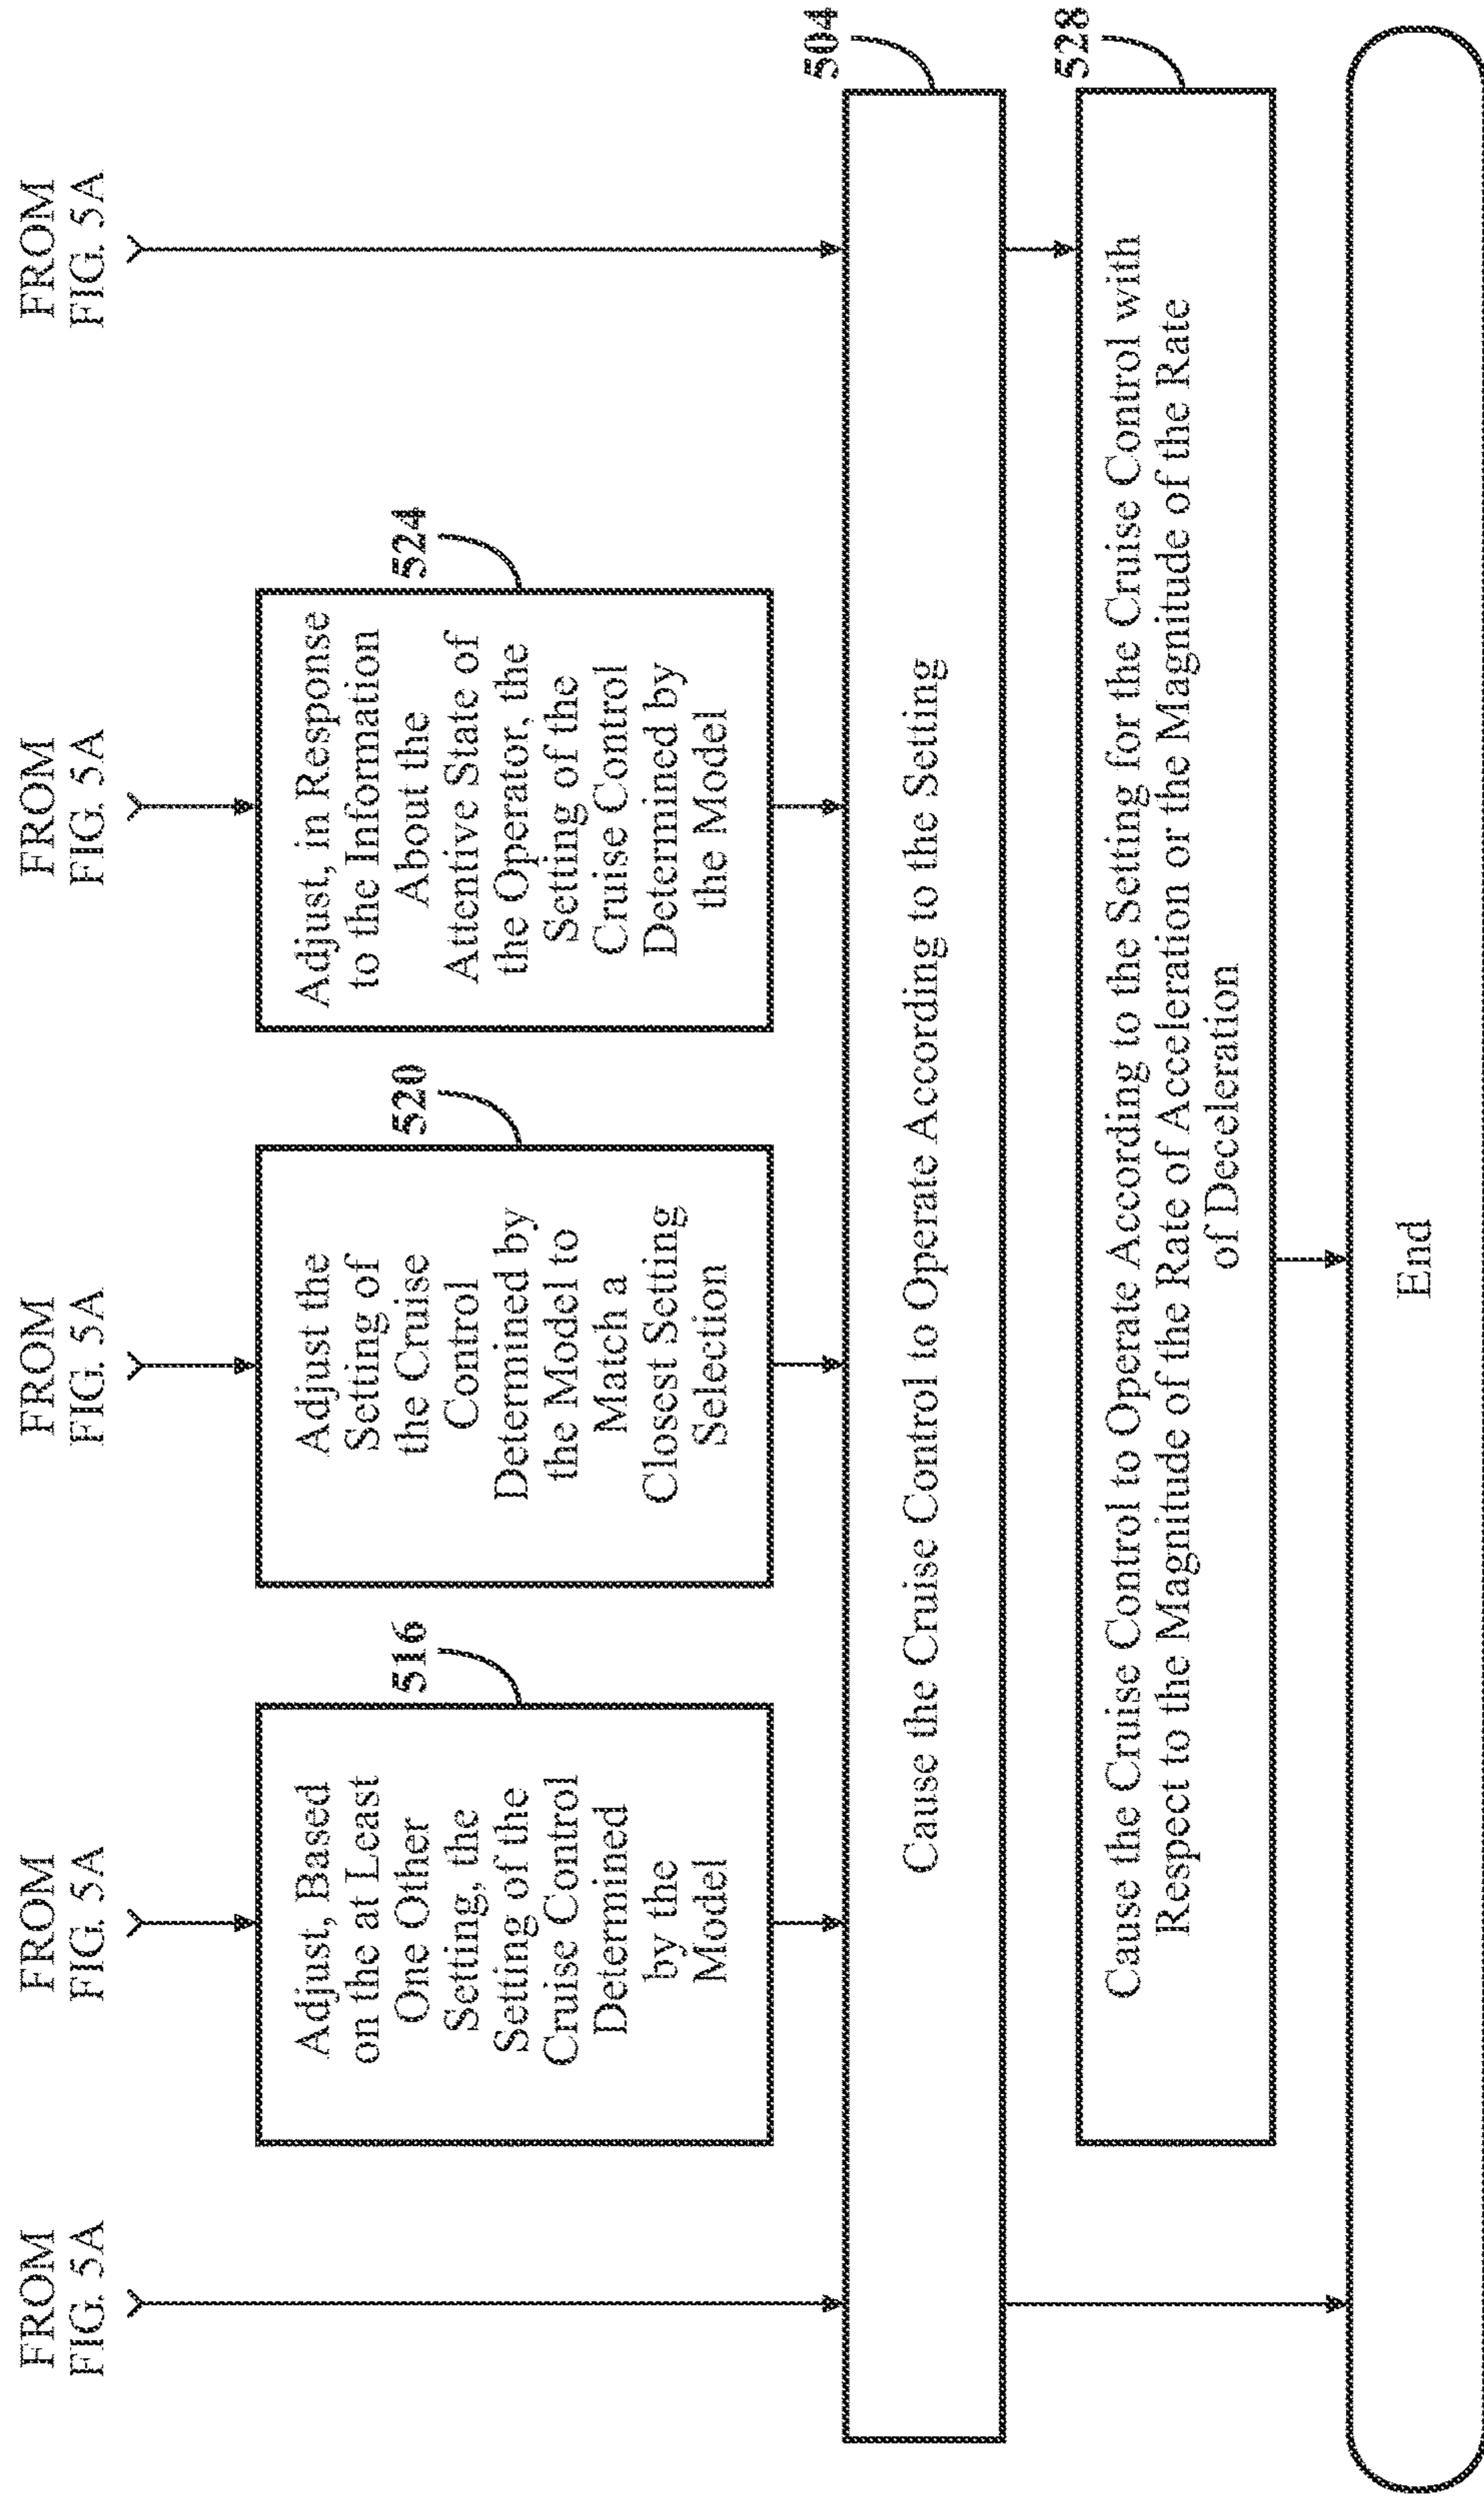 FROM
FIG. 5A
FROM
FIG. 5A
FROM
FIG. 5A
FROM
FIG. 5A
FROM
FIG. 5A
516
Adjust, Based
on the at Least
One Other
Setting, the
Setting of the
Cruise Control
Determined
by the
Model
520
Adjust the
Setting of
the Cruise
Control
Determined by
the Model to
Match a
Closest Setting
Selection
524
Adjust, in Response
to the Information
About the
Attentive State of
the Operator, the
Setting of the
Cruise Control
Determined by
the Model
504
Cause the Cruise Control to Operate According to the Setting
528
Cause the Cruise Control to Operate According to the Setting for the Cruise Control with
Respect to the Magnitude of the Rate of Acceleration or the Magnitude of the Rate
of Deceleration
End